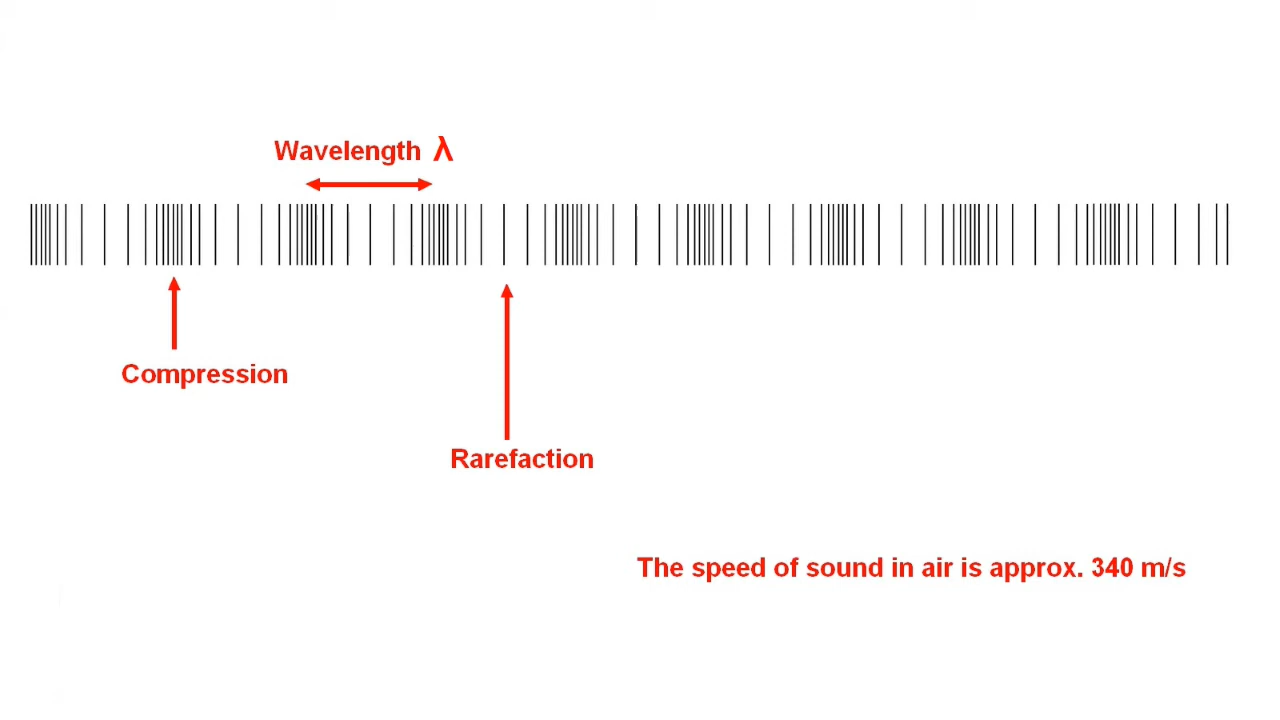 Wavelength λ
Compression
Rarefaction
The speed of sound in air is approx. 340 m/s